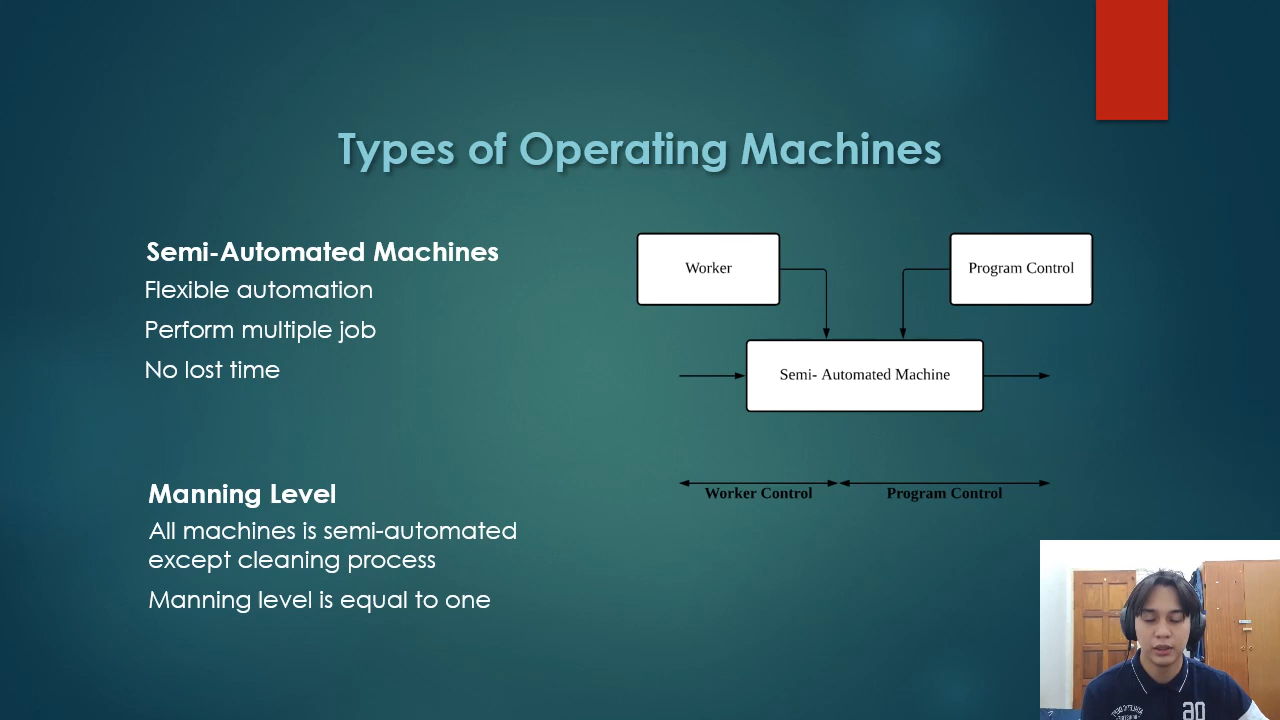 Types of Operating Machines
Semi-Automated Machines
Flexible automation
Perform multiple job
No lost time
Manning Level
All machines is semi-automated
except cleaning process
Manning level is equal to one
Worker
Program Control
Semi- Automated Machine
Worker Control
Program Control